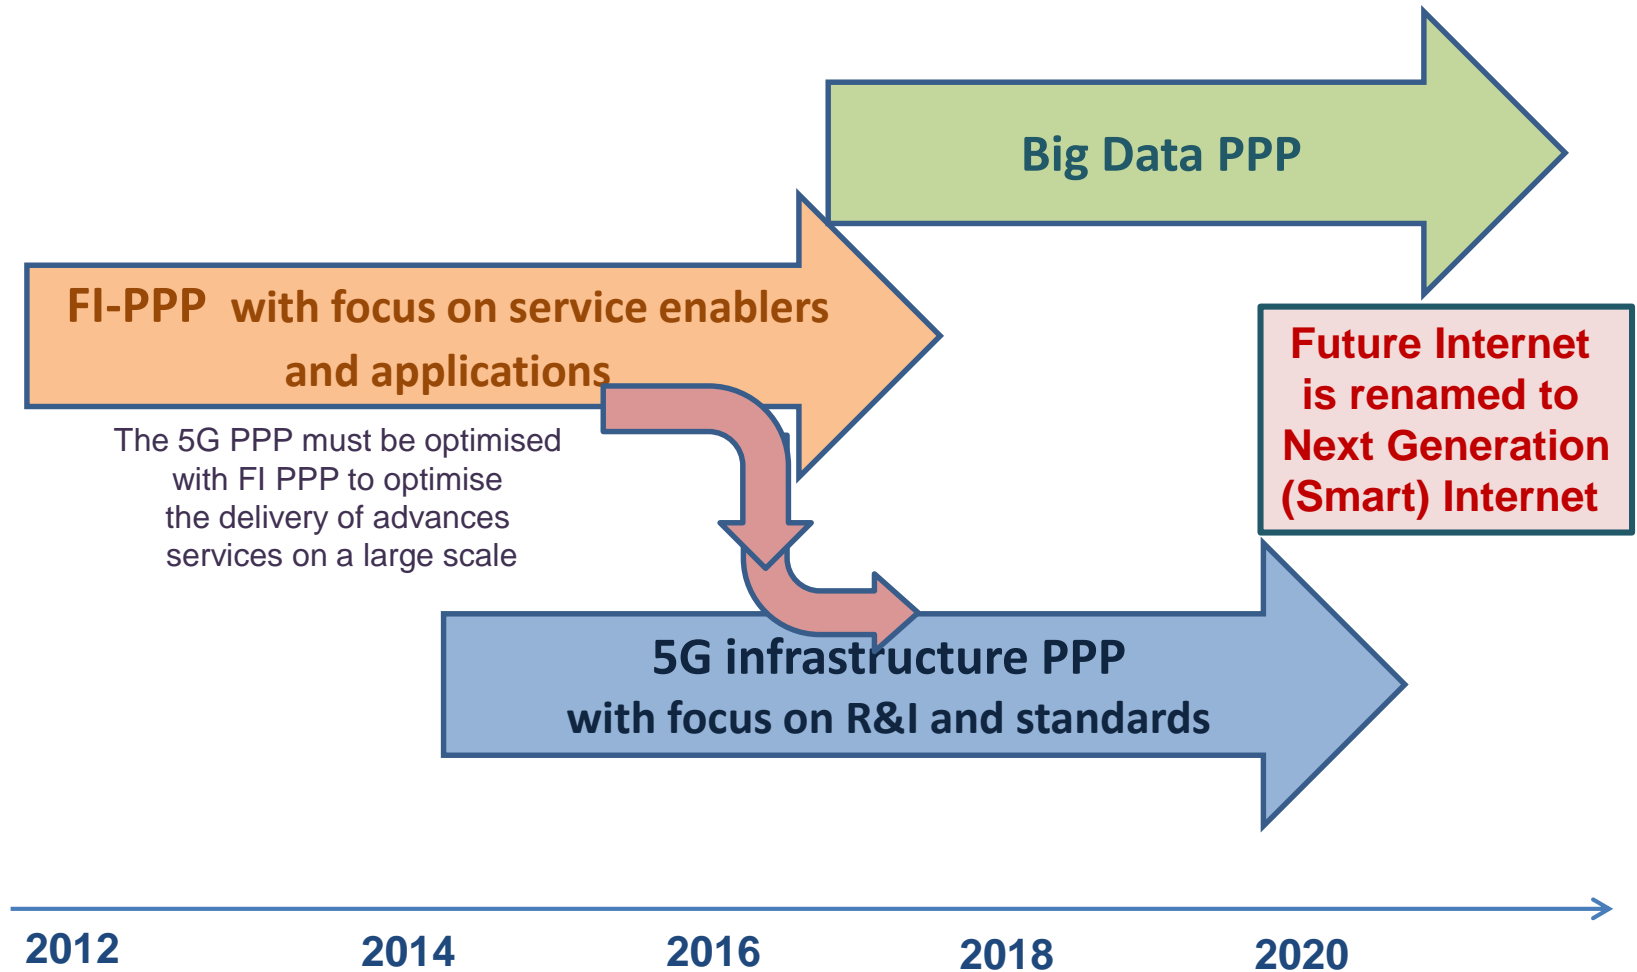 Big Data PPP
FI-PPP with focus on service enablers
and applications
The 5G PPP must be optimised
with FI PPP to optimise
the delivery of advances
services on a large scale
Future Internet
is renamed to
Next Generation
(Smart) Internet
5G infrastructure PPP
with focus on R&I and standards
2012 2014 2016 2018 2020